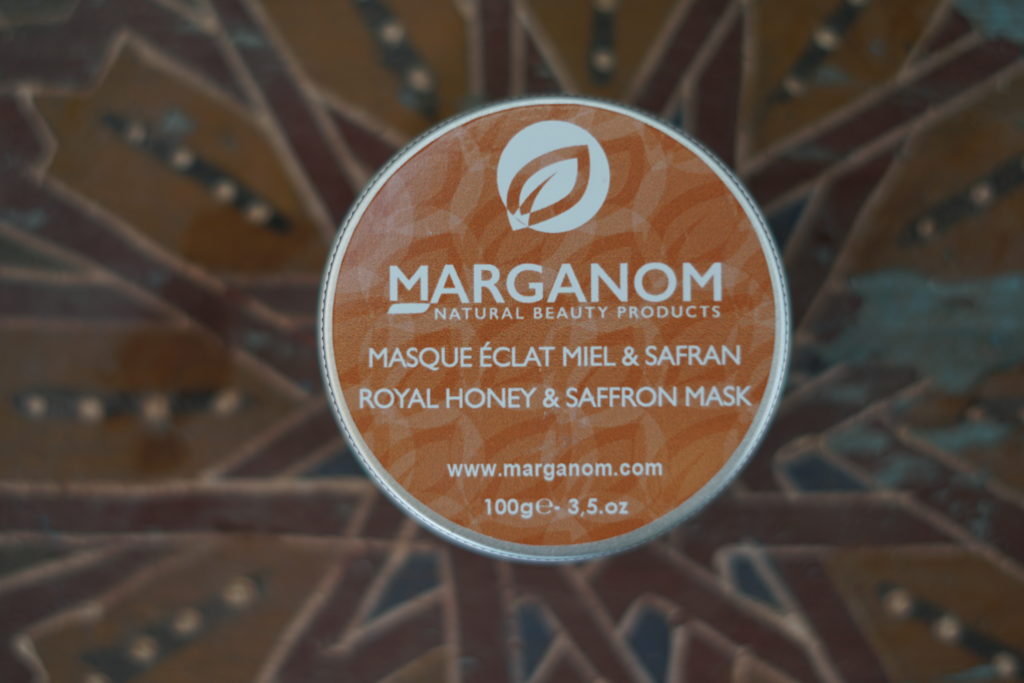 MARGANOM
NATURAL BEAUTY PRODUCTS
MASQUE ÉCLAT MIEL & SAFRAN
ROYAL HONEY & SAFFRON MASK
www.marganom.com
100g℮- 3,5.oz